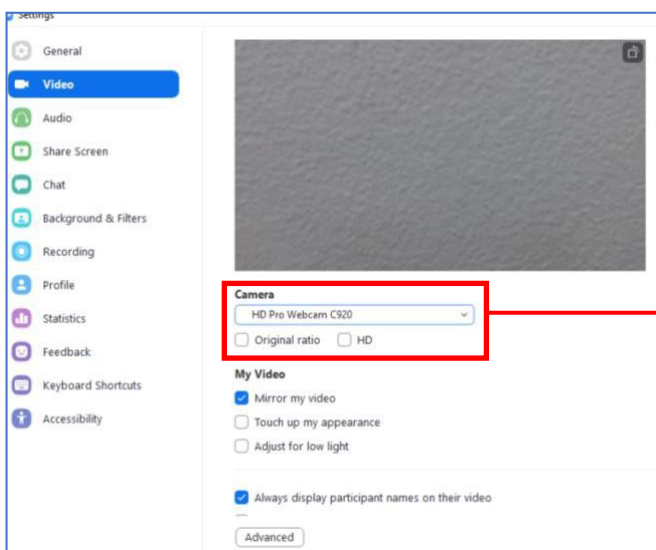 Settings
General
Video
Audio
Share Screen
Chat
Background & Filters
Recording
Profile
Statistics
Feedback
Keyboard Shortcuts
Accessibility
Camera
HD Pro Webcam C920
Original ratio HD
My Video
Mirror my video
Touch up my appearance
Adjust for low light
Always display participant names on their video
Advanced